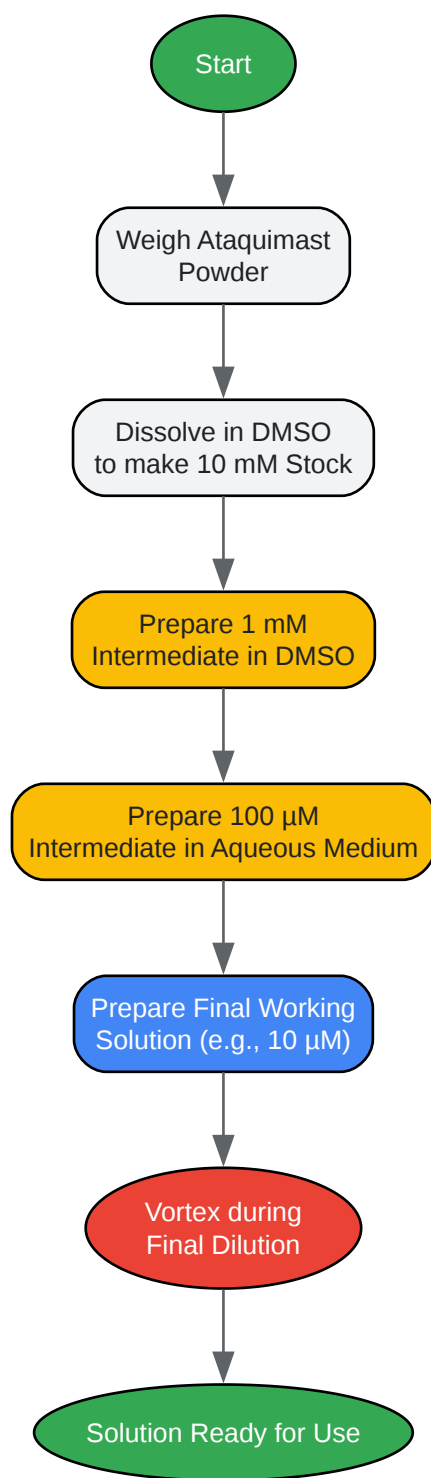 Start
Weigh Ataquimast
Powder
Dissolve in DMSO
to make 10 mM Stock
Prepare 1 mM
Intermediate in DMSO
Prepare 100 µM
Intermediate in Aqueous Medium
Prepare Final Working
Solution (e.g., 10 µM)
Vortex during
Final Dilution
Solution Ready for Use